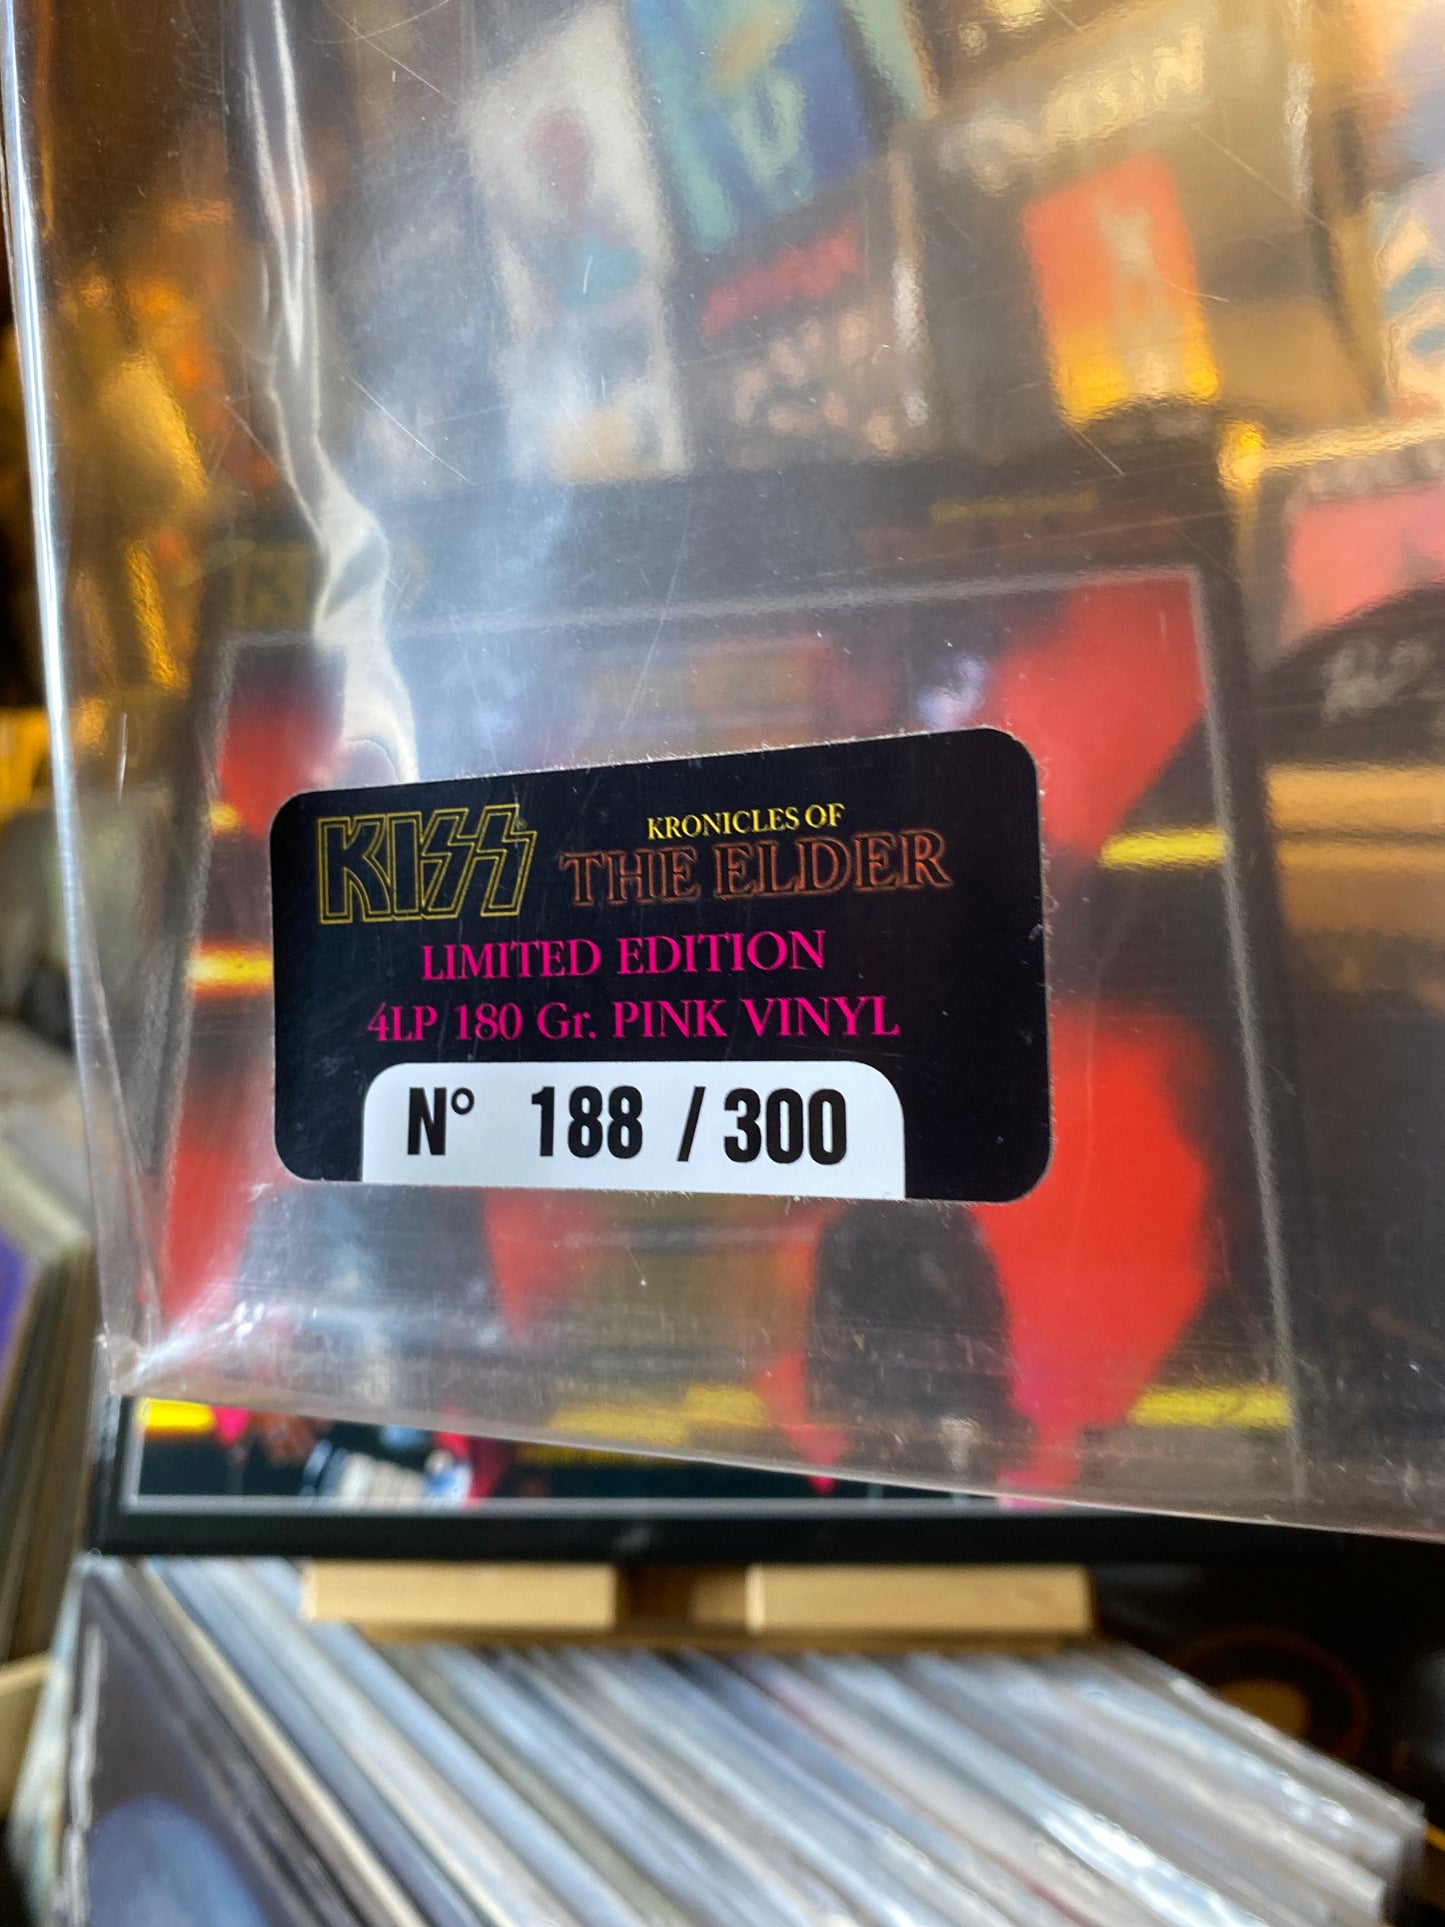 KISS®
KRONICLES OF
THE ELDER
LIMITED EDITION
4LP 180 Gr. PINK VINYL
N° 188 / 300